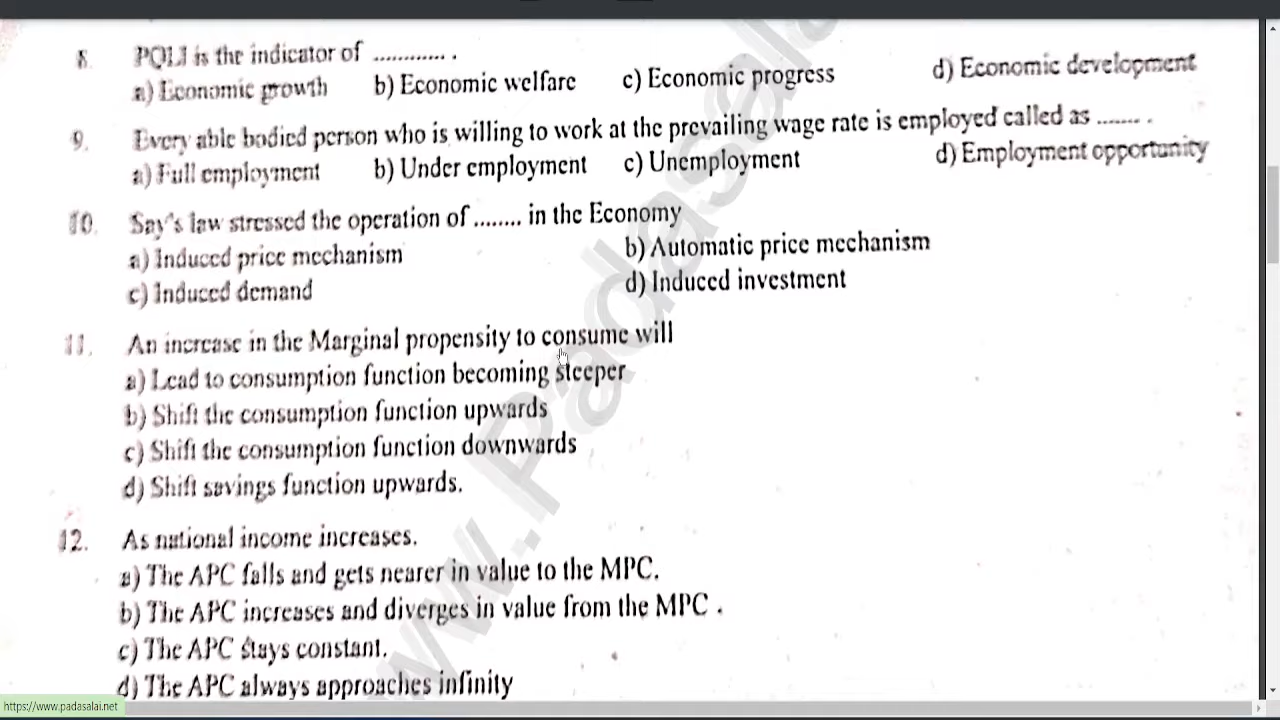 8. PQLI is the indicator of ............ .
a) Economic growth b) Economic welfare c) Economic progress d) Economic development
9. Every able bodied person who is willing to work at the prevailing wage rate is employed called as ....... .
a) Full employment b) Under employment c) Unemployment d) Employment opportunity
10. Say's law stressed the operation of ........ in the Economy
a) Induced price mechanism b) Automatic price mechanism
c) Induced demand d) Induced investment
11. An increase in the Marginal propensity to consume will
a) Lead to consumption function becoming steeper
b) Shift the consumption function upwards
c) Shift the consumption function downwards
d) Shift savings function upwards.
12. As national income increases.
a) The APC falls and gets nearer in value to the MPC.
b) The APC increases and diverges in value from the MPC .
c) The APC stays constant.
d) The APC always approaches infinity
www.Padasal
https://www.padasalai.net